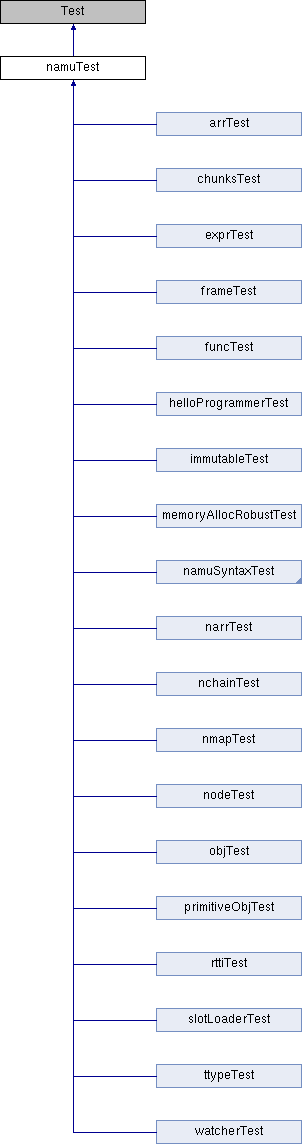 Test
namuTest
arrTest
chunksTest
exprTest
frameTest
funcTest
helloProgrammerTest
immutableTest
memoryAllocRobustTest
namuSyntaxTest
narrTest
nchainTest
nmapTest
nodeTest
objTest
primitiveObjTest
rttiTest
slotLoaderTest
ttypeTest
watcherTest